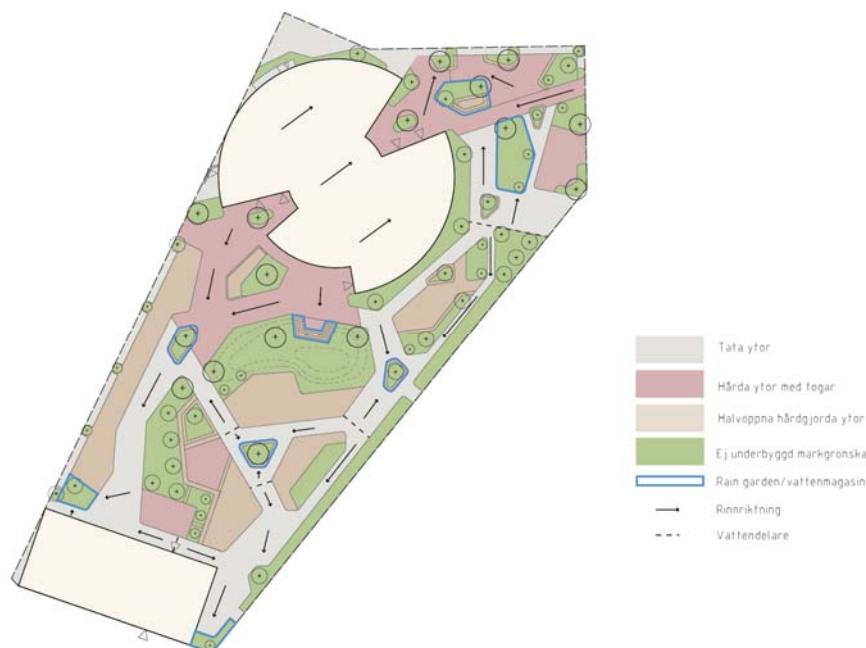 Täta ytor
Hårda ytor med fogar
Halvöppna hårdgjorda ytor
Ej underbyggd markgrönska
Rain garden/vattenmagasin
Rinnriktning
Vattendelare